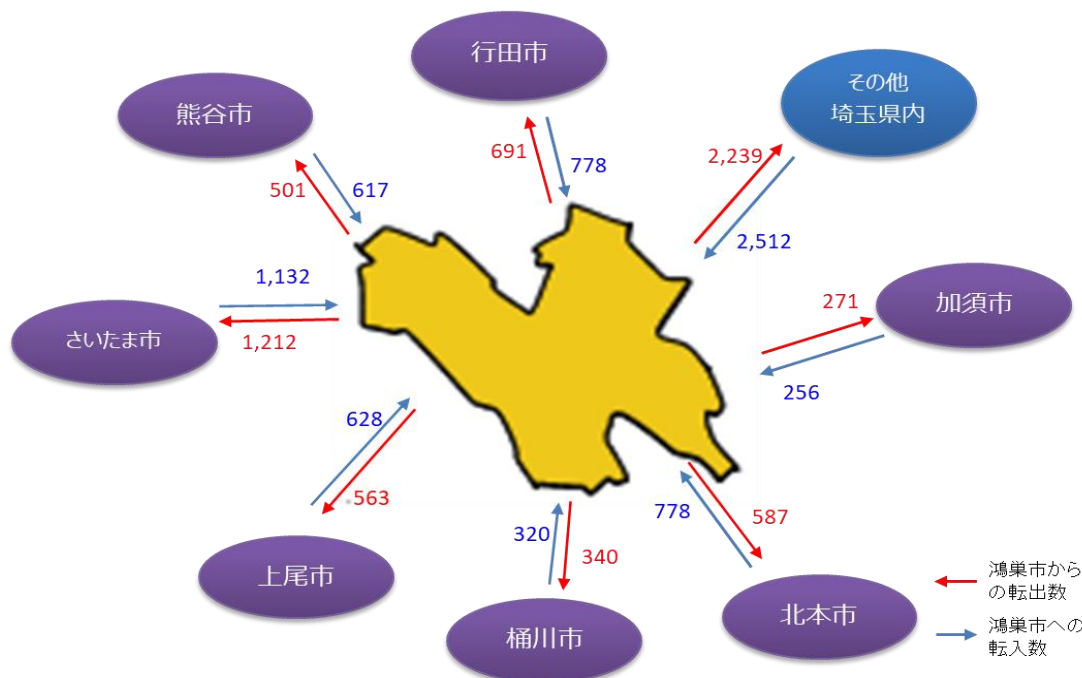 行田市
その他
埼玉県内
熊谷市
691
778
2,239
501
617
2,512
1,132
271
加須市
さいたま市
1,212
256
628
563
778
587
320
340
上尾市
鴻巣市から
の転出数
北本市
鴻巣市への
転入数
桶川市